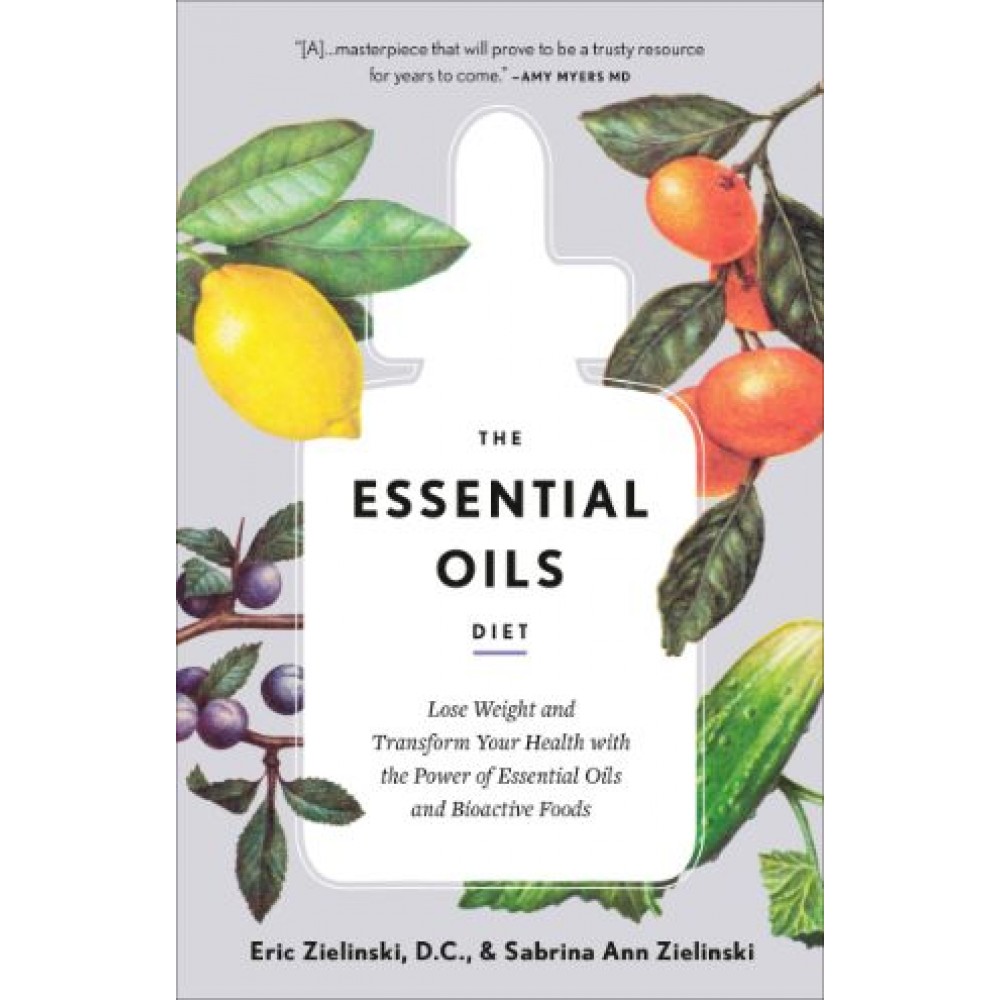 "[A]...masterpiece that will prove to be a trusty resource
for years to come." –AMY MYERS MD
THE
ESSENTIAL
OILS
DIET
Lose Weight and
Transform Your Health with
the Power of Essential Oils
and Bioactive Foods
Eric Zielinski, D.C., & Sabrina Ann Zielinski